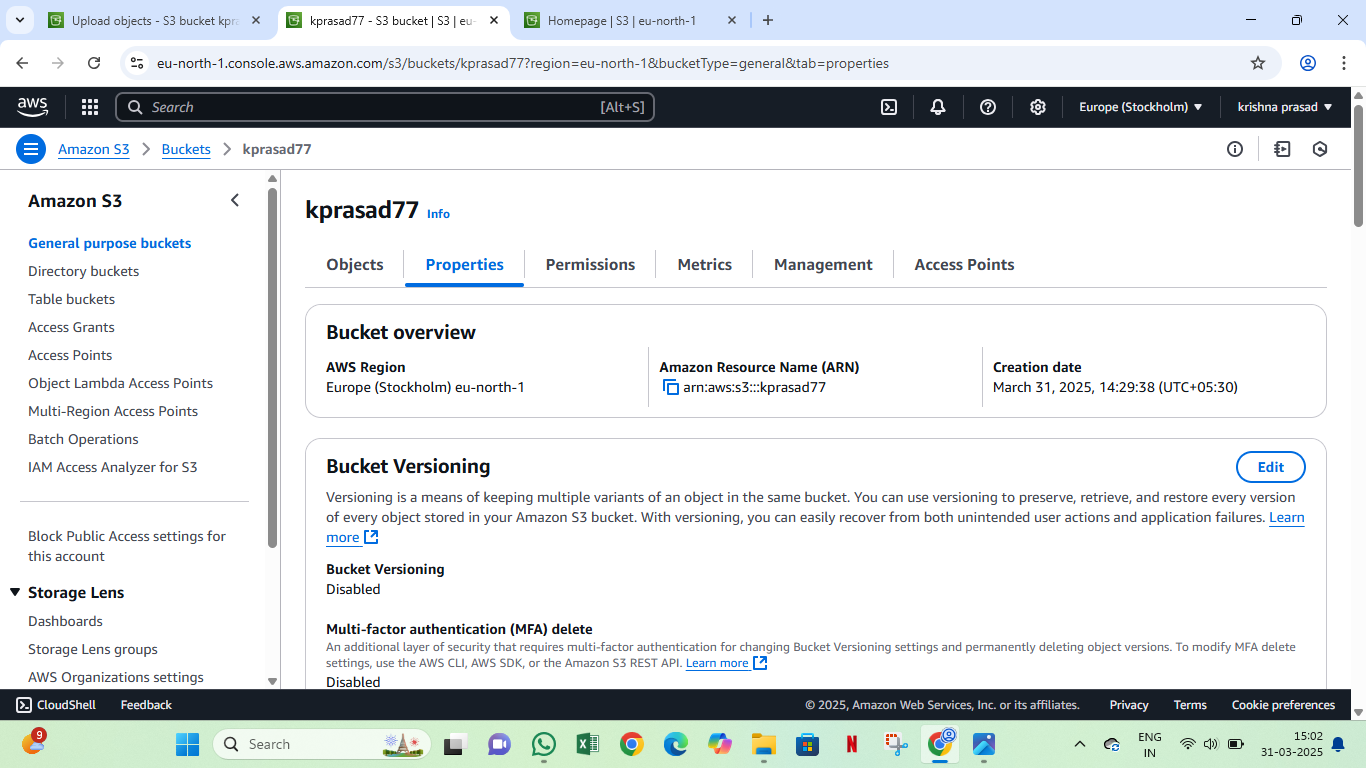 Upload objects - S3 bucket kpra
kprasad77 - S3 bucket | S3 | eu-
Homepage | S3 | eu-north-1
eu-north-1.console.aws.amazon.com/s3/buckets/kprasad77?region=eu-north-1&bucketType=general&tab=properties
aws
Search
[Alt+S]
Europe (Stockholm)
krishna prasad
Amazon S3
Buckets
kprasad77
Amazon S3
General purpose buckets
Directory buckets
Table buckets
Access Grants
Access Points
Object Lambda Access Points
Multi-Region Access Points
Batch Operations
IAM Access Analyzer for S3
Block Public Access settings for
this account
Storage Lens
Dashboards
Storage Lens groups
AWS Organizations settings
kprasad77 Info
Objects
Properties
Permissions
Metrics
Management
Access Points
Bucket overview
AWS Region
Europe (Stockholm) eu-north-1
Amazon Resource Name (ARN)
arn:aws:s3:::kprasad77
Creation date
March 31, 2025, 14:29:38 (UTC+05:30)
Bucket Versioning
Edit
Versioning is a means of keeping multiple variants of an object in the same bucket. You can use versioning to preserve, retrieve, and restore every version
of every object stored in your Amazon S3 bucket. With versioning, you can easily recover from both unintended user actions and application failures. Learn
more
Bucket Versioning
Disabled
Multi-factor authentication (MFA) delete
An additional layer of security that requires multi-factor authentication for changing Bucket Versioning settings and permanently deleting object versions. To modify MFA delete
settings, use the AWS CLI, AWS SDK, or the Amazon S3 REST API. Learn more
Disabled
CloudShell
Feedback
© 2025, Amazon Web Services, Inc. or its affiliates.
Privacy
Terms
Cookie preferences
9
Search
ENG
IN
15:02
31-03-2025